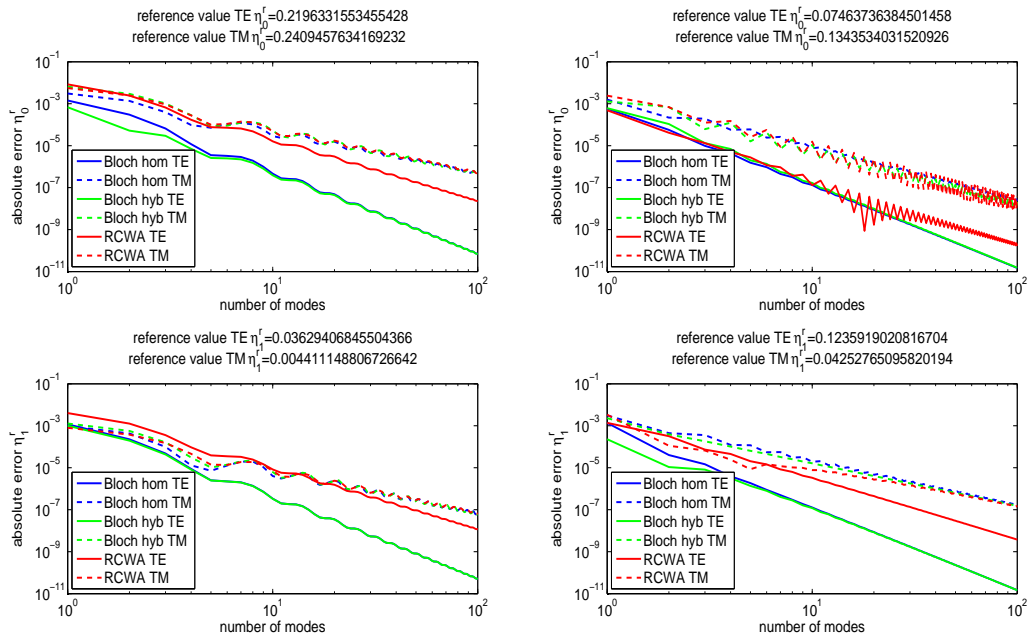 reference value TE η₀ʳ=0.2196331553455428
reference value TM η₀ʳ=0.2409457634169232
absolute error η₀ʳ
10⁻¹
10⁻³
10⁻⁵
10⁻⁷
10⁻⁹
10⁻¹¹
Bloch hom TE
Bloch hom TM
Bloch hyb TE
Bloch hyb TM
RCWA TE
RCWA TM
10⁰
10¹
10²
number of modes
reference value TE η₀ʳ=0.07463736384501458
reference value TM η₀ʳ=0.1343534031520926
absolute error η₀ʳ
10⁻¹
10⁻³
10⁻⁵
10⁻⁷
10⁻⁹
10⁻¹¹
Bloch hom TE
Bloch hom TM
Bloch hyb TE
Bloch hyb TM
RCWA TE
RCWA TM
10⁰
10¹
10²
number of modes
reference value TE η₁ʳ=0.03629406845504366
reference value TM η₁ʳ=0.004411148806726642
absolute error η₁ʳ
10⁻¹
10⁻³
10⁻⁵
10⁻⁷
10⁻⁹
10⁻¹¹
Bloch hom TE
Bloch hom TM
Bloch hyb TE
Bloch hyb TM
RCWA TE
RCWA TM
10⁰
10¹
10²
number of modes
reference value TE η₁ʳ=0.1235919020816704
reference value TM η₁ʳ=0.04252765095820194
absolute error η₁ʳ
10⁻¹
10⁻³
10⁻⁵
10⁻⁷
10⁻⁹
10⁻¹¹
Bloch hom TE
Bloch hom TM
Bloch hyb TE
Bloch hyb TM
RCWA TE
RCWA TM
10⁰
10¹
10²
number of modes